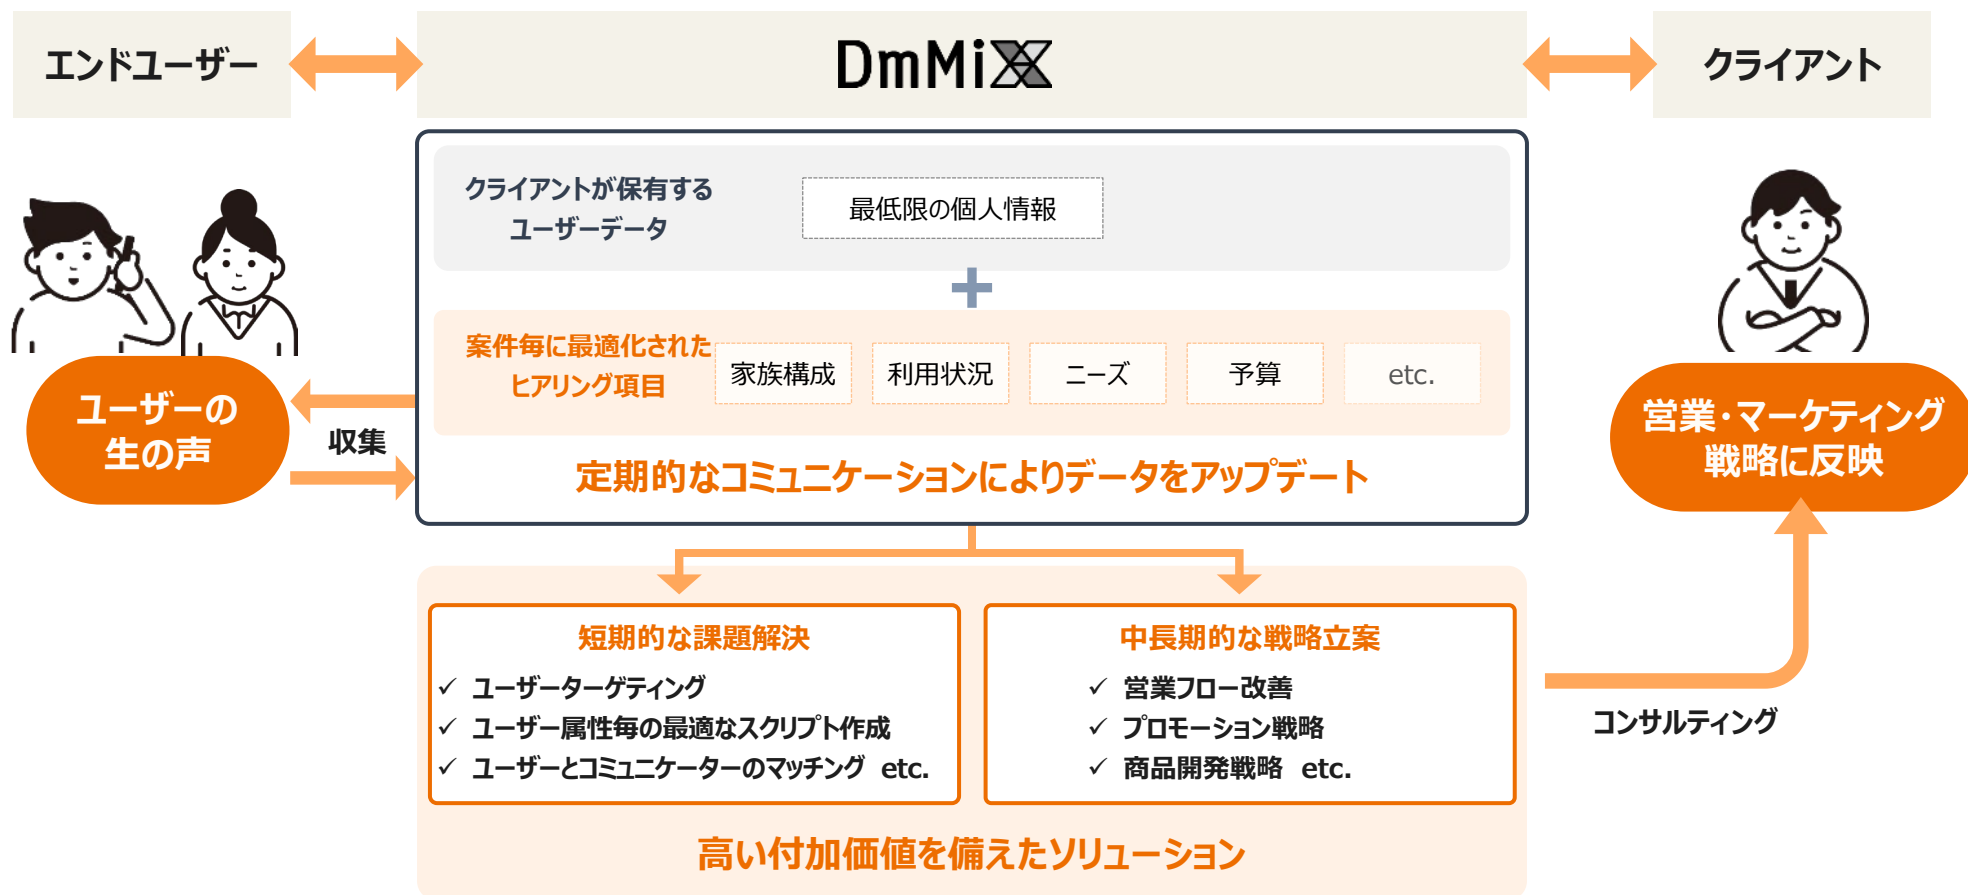 エンドユーザー
DmMiX
クライアント
クライアントが保有する
ユーザーデータ
最低限の個人情報
+
案件毎に最適化された
ヒアリング項目
家族構成
利用状況
ニーズ
予算
etc.
定期的なコミュニケーションによりデータをアップデート
ユーザーの
生の声
収集
営業・マーケティング
戦略に反映
短期的な課題解決
✓ ユーザーターゲティング
✓ ユーザー属性毎の最適なスクリプト作成
✓ ユーザーとコミュニケーターのマッチング etc.
中長期的な戦略立案
✓ 営業フロー改善
✓ プロモーション戦略
✓ 商品開発戦略 etc.
コンサルティング
高い付加価値を備えたソリューション